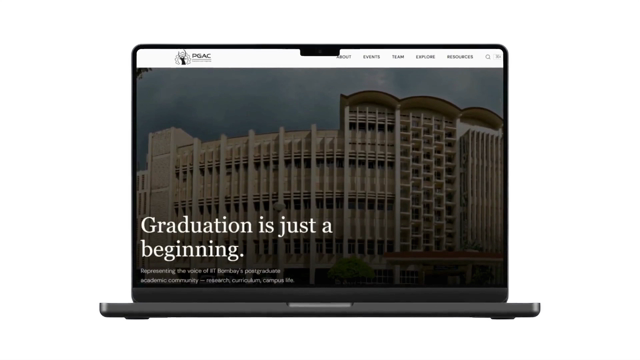 PGAC
ABOUT
EVENTS
TEAM
EXPLORE
RESOURCES
Graduation is just a
beginning.
Representing the voice of IIT Bombay's postgraduate
academic community — research, curriculum, campus life.